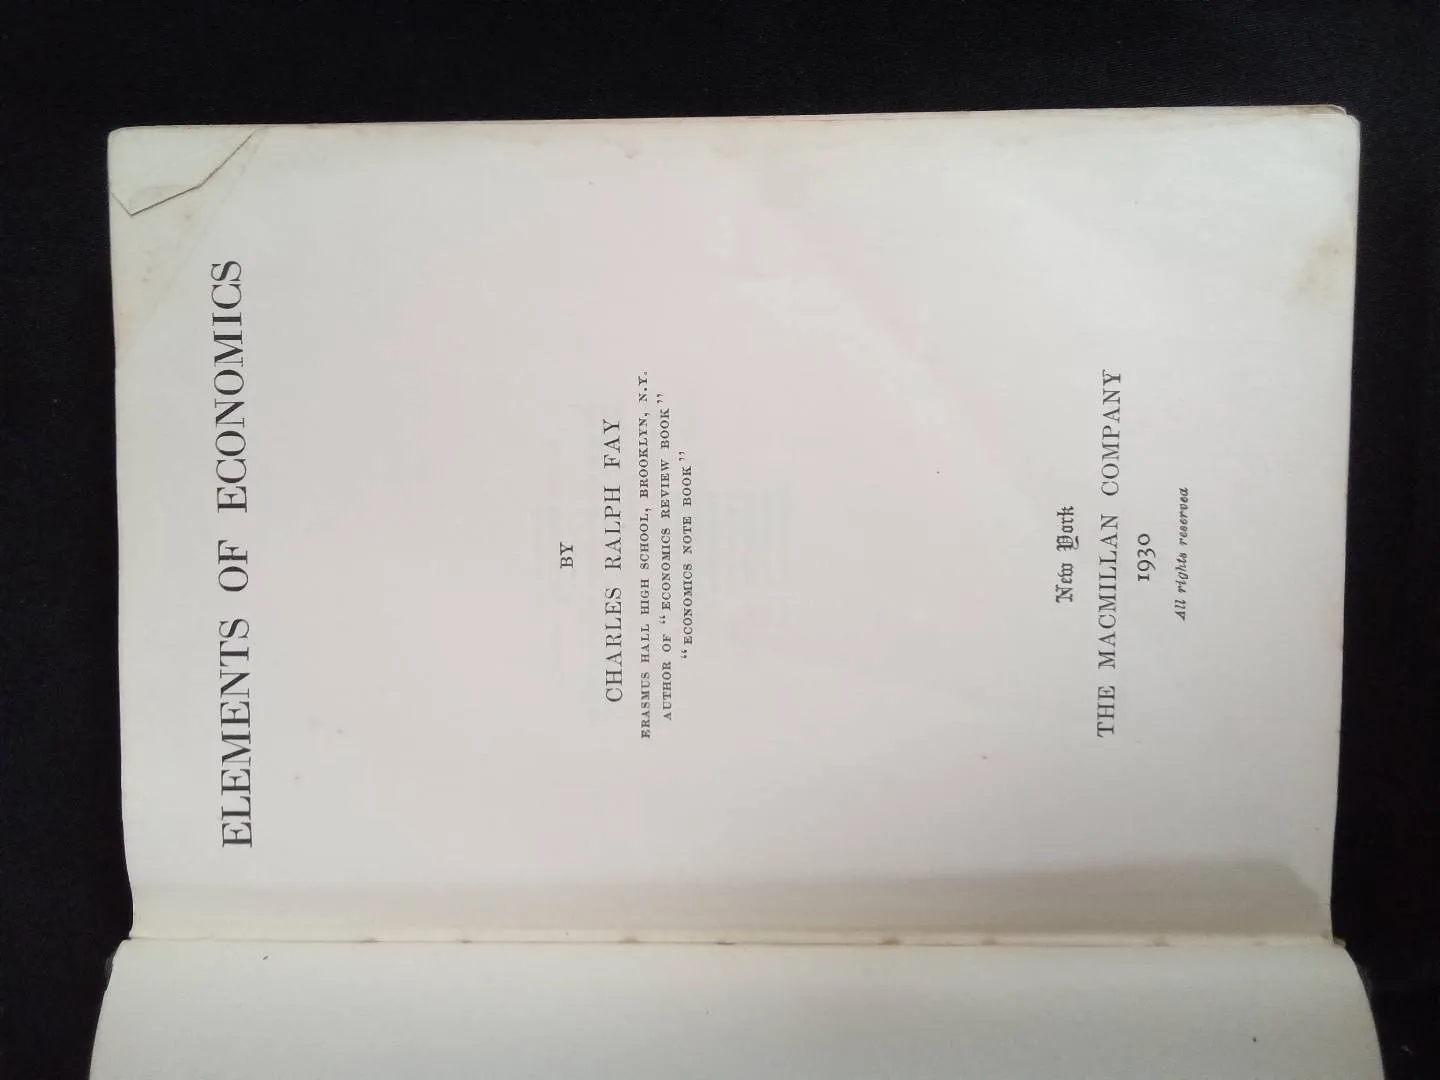 ELEMENTS OF ECONOMICS
BY
CHARLES RALPH FAY
ERASMUS HALL HIGH SCHOOL, BROOKLYN, N.Y.
AUTHOR OF "ECONOMICS REVIEW BOOK"
"ECONOMICS NOTE BOOK"
New York
THE MACMILLAN COMPANY
1930
All rights reserved